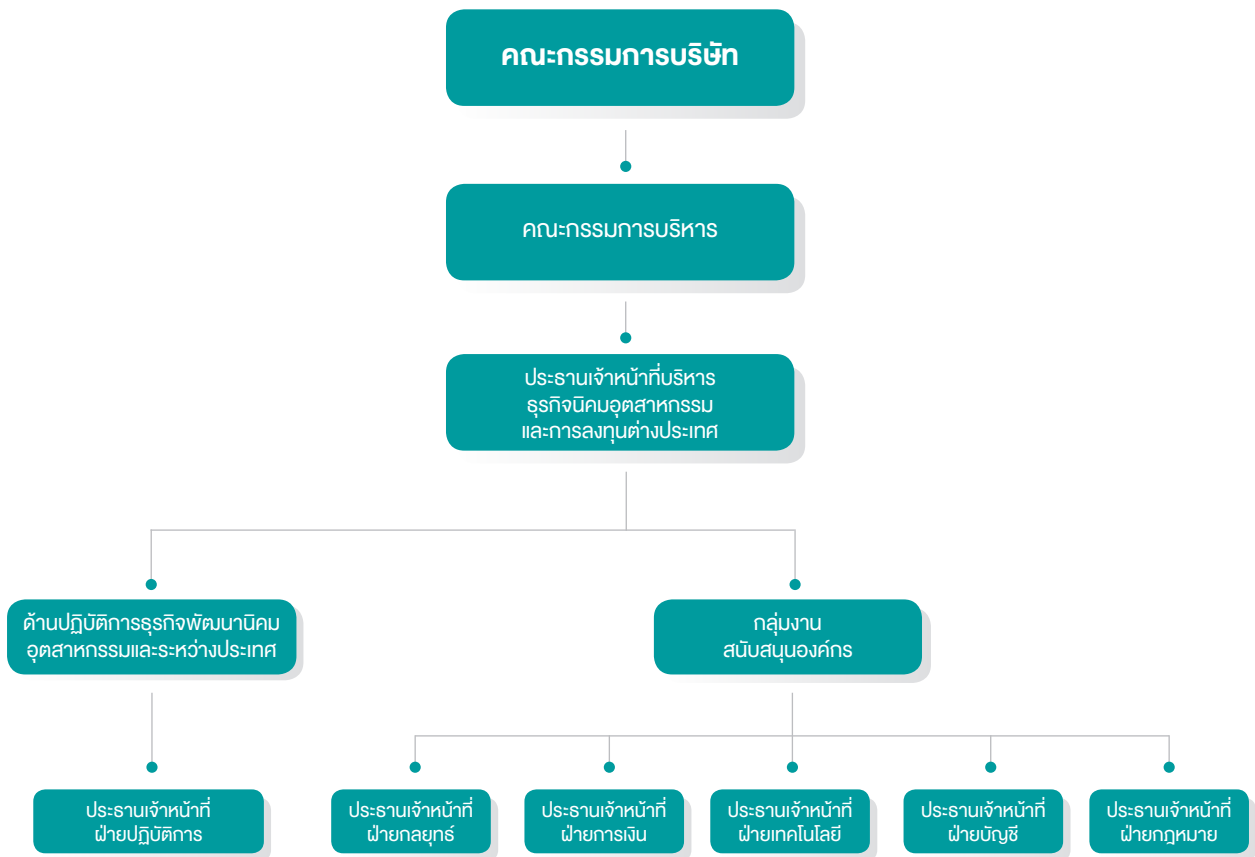 คณะกรรมการบริษัท
คณะกรรมการบริหาร
ประธานเจ้าหน้าที่บริหาร
ธุรกิจนิคมอุตสาหกรรม
และการลงทุนต่างประเทศ
ด้านปฏิบัติการธุรกิจพัฒนานิคม
อุตสาหกรรมและระหว่างประเทศ
กลุ่มงาน
สนับสนุนองค์กร
ประธานเจ้าหน้าที่
ฝ่ายปฏิบัติการ
ประธานเจ้าหน้าที่
ฝ่ายกลยุทธ์
ประธานเจ้าหน้าที่
ฝ่ายการเงิน
ประธานเจ้าหน้าที่
ฝ่ายเทคโนโลยี
ประธานเจ้าหน้าที่
ฝ่ายบัญชี
ประธานเจ้าหน้าที่
ฝ่ายกฎหมาย